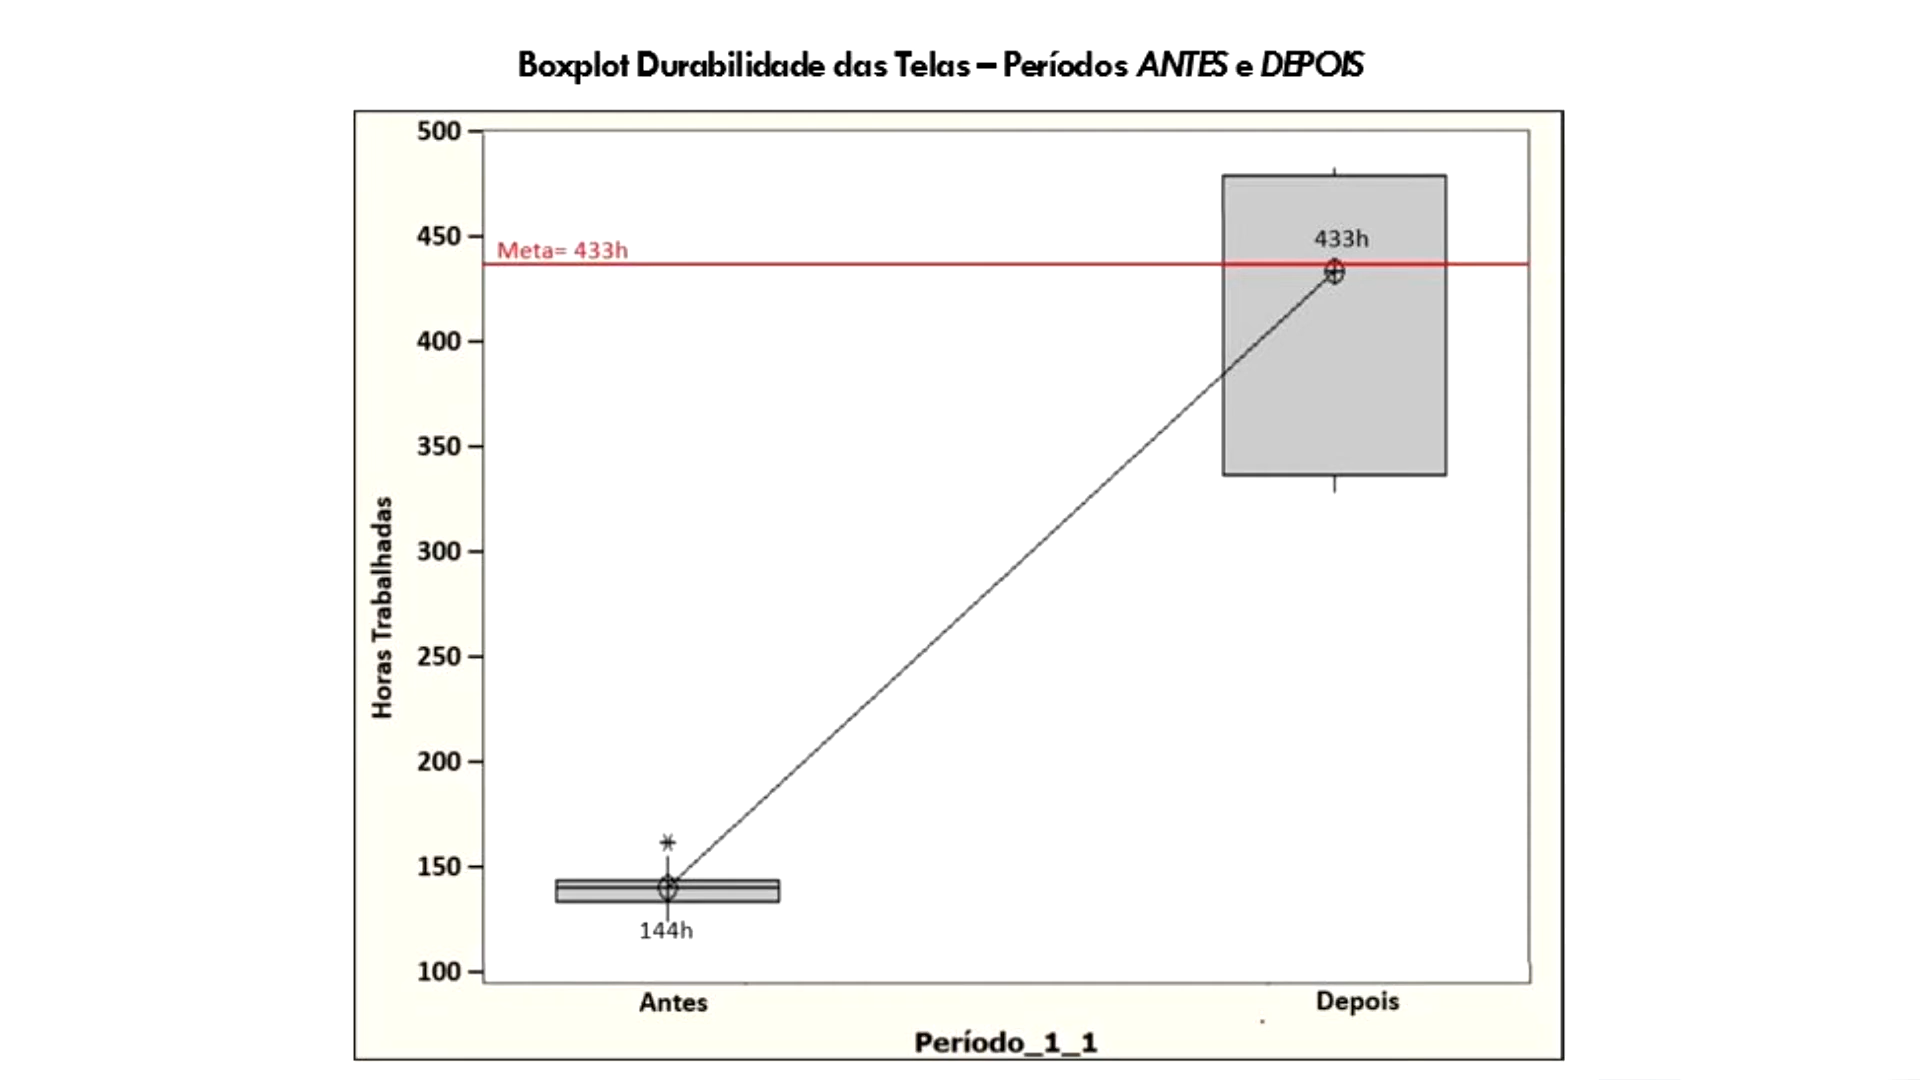 Boxplot Durabilidade das Telas – Períodos ANTES e DEPOIS
500
450
Meta= 433h
433h
400
350
300
250
200
150
144h
100
Horas Trabalhadas
Antes
Depois
Período_1_1